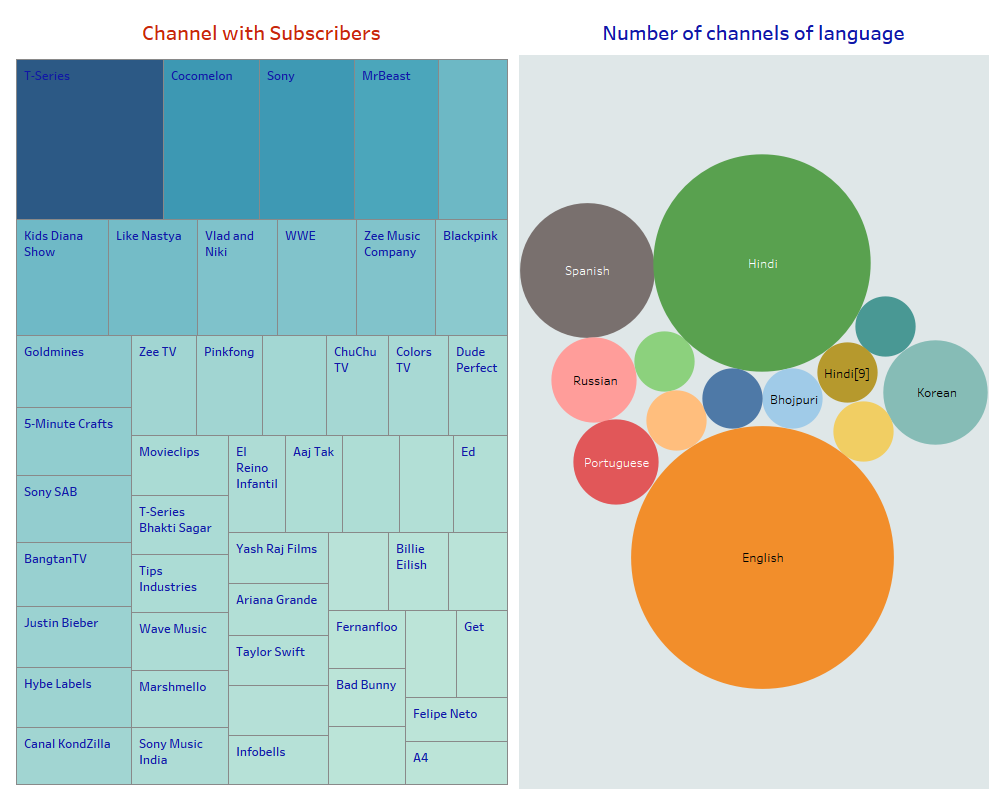 Channel with Subscribers
T-Series
Cocomelon
Sony
MrBeast
Kids Diana
Show
Like Nastya
Vlad and
Niki
WWE
Zee Music
Company
Blackpink
Goldmines
5-Minute Crafts
Sony SAB
BangtanTV
Justin Bieber
Hybe Labels
Canal KondZilla
Zee TV
Pinkfong
ChuChu
TV
Colors
TV
Dude
Perfect
Movieclips
T-Series
Bhakti Sagar
Tips
Industries
Wave Music
Marshmello
Sony Music
India
El
Reino
Infantil
Aaj Tak
Ed
Yash Raj Films
Ariana Grande
Taylor Swift
Infobells
Billie
Eilish
Fernanfloo
Bad Bunny
Get
Felipe Neto
A4
Number of channels of language
Hindi
Spanish
Russian
Hindi[9]
Korean
Bhojpuri
Portuguese
English